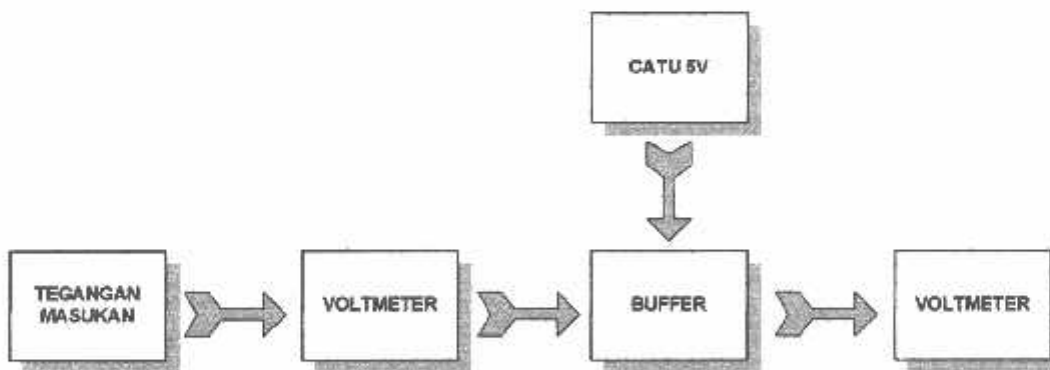 CATU 5V
TEGANGAN
MASUKAN
VOLTMETER
BUFFER
VOLTMETER